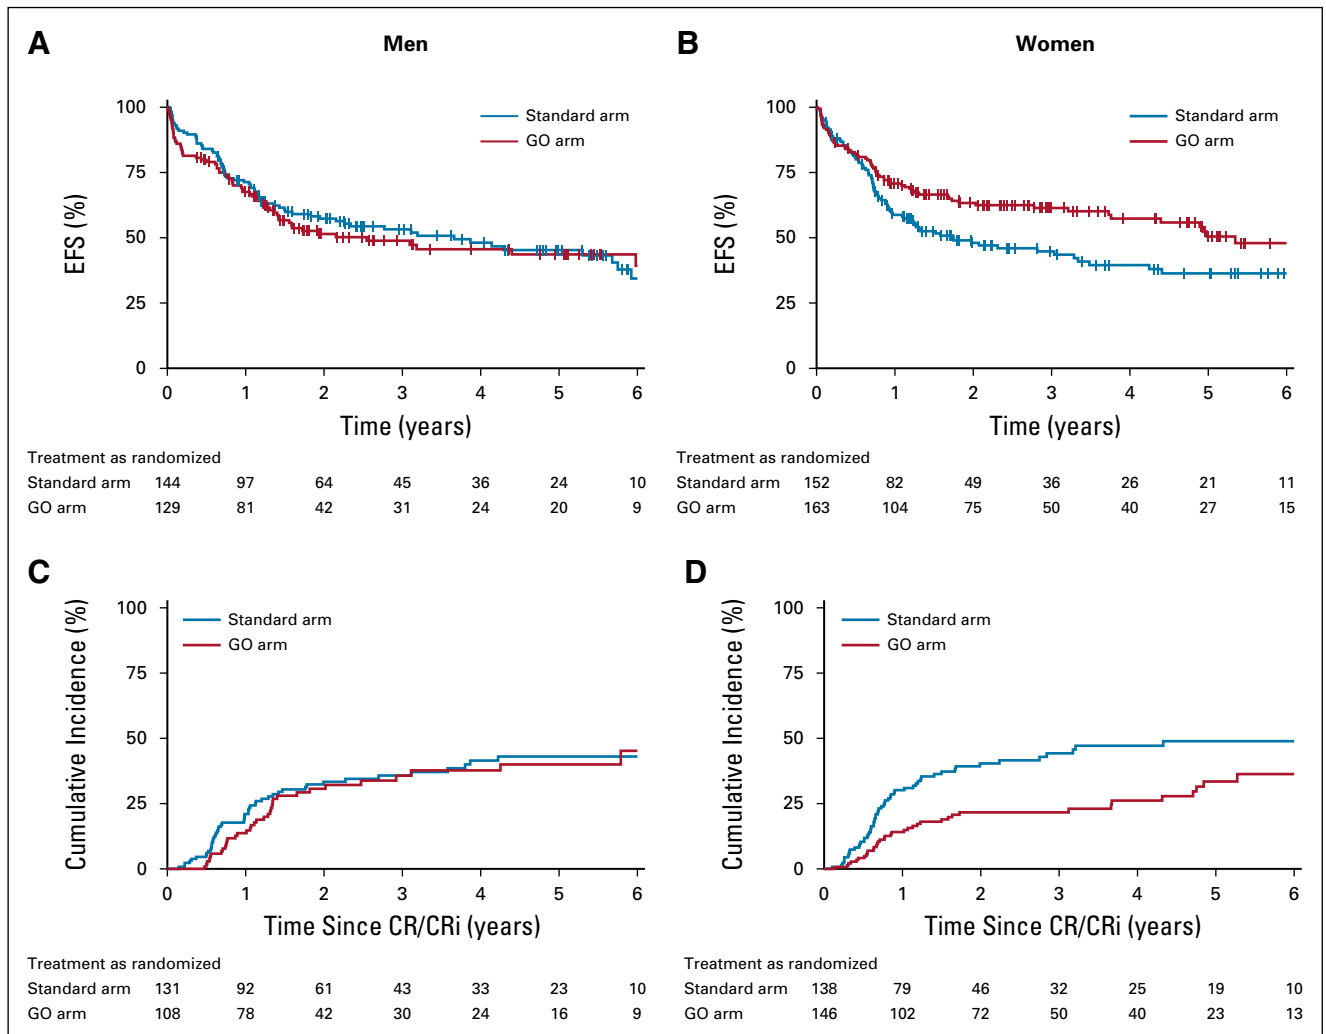 A
Men
100
75
50
25
0
EFS (%)
Standard arm
GO arm
0 1 2 3 4 5 6
Time (years)
Treatment as randomized
Standard arm 144 97 64 45 36 24 10
GO arm 129 81 42 31 24 20 9
B
Women
100
75
50
25
0
EFS (%)
Standard arm
GO arm
0 1 2 3 4 5 6
Time (years)
Treatment as randomized
Standard arm 152 82 49 36 26 21 11
GO arm 163 104 75 50 40 27 15
C
100
75
50
25
0
Cumulative Incidence (%)
Standard arm
GO arm
0 1 2 3 4 5 6
Time Since CR/CRi (years)
Treatment as randomized
Standard arm 131 92 61 43 33 23 10
GO arm 108 78 42 30 24 16 9
D
100
75
50
25
0
Cumulative Incidence (%)
Standard arm
GO arm
0 1 2 3 4 5 6
Time Since CR/CRi (years)
Treatment as randomized
Standard arm 138 79 46 32 25 19 10
GO arm 146 102 72 50 40 23 13